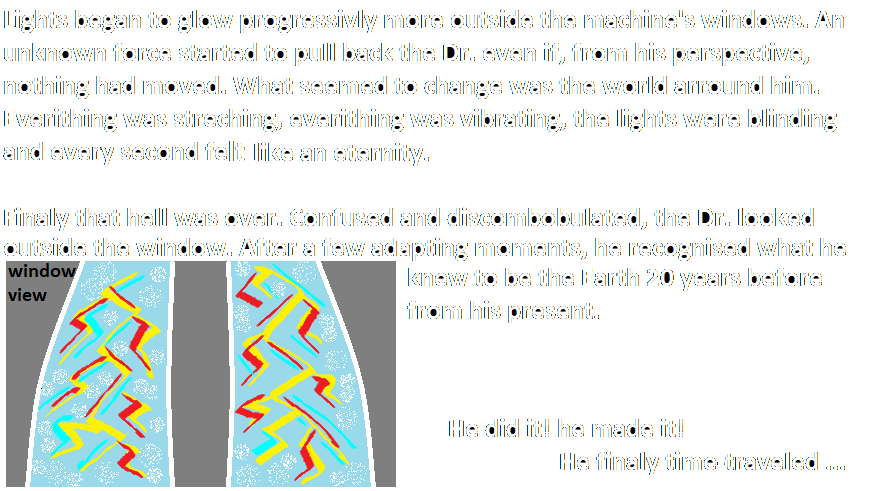 Lights began to glow progressivly more outside the machine's windows. An
unknown force started to pull back the Dr. even if, from his perspective,
nothing had moved. What seemed to change was the world arround him.
Everithing was streching, everithing was vibrating, the lights were blinding
and every second felt like an eternity.
Finaly that hell was over. Confused and discombobulated, the Dr. looked
outside the window. After a few adapting moments, he recognised what he
knew to be the Earth 20 years before
from his present.
window
view
He did it! he made it!
He finaly time traveled ...